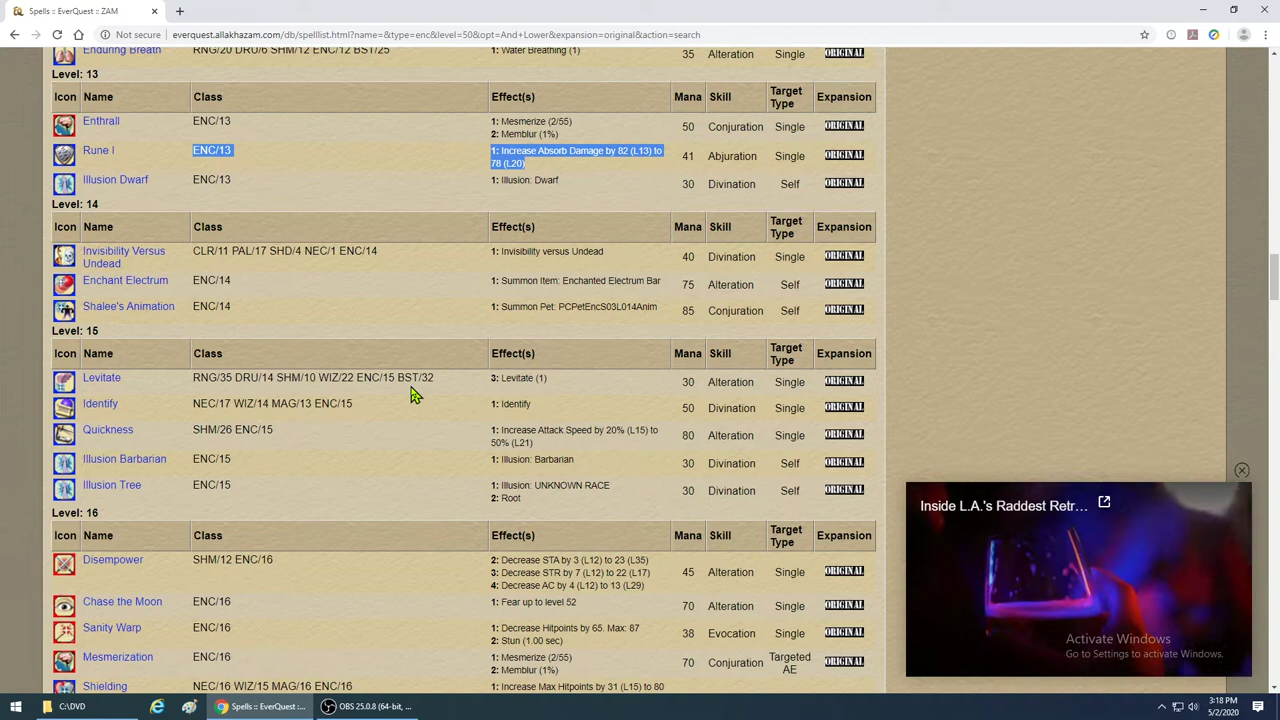 Spells :: EverQuest :: ZAM
Not secure | everquest.allakhazam.com/db/spelllist.html?name=&type=enc&level=50&opt=And+Lower&expansion=original&action=search
Enduring Breath RNG/20 DRU/6 SHM/12 ENC/12 BST/25 1: Water Breathing (1) 35 Alteration Single ORIGINAL
Level: 13
Icon Name Class Effect(s) Mana Skill Target Type Expansion
Enthrall ENC/13 1: Mesmerize (2/55) 50 Conjuration Single ORIGINAL
2: Memblur (1%)
Rune I ENC/13 1: Increase Absorb Damage by 82 (L13) to 41 Abjuration Single ORIGINAL
78 (L20)
Illusion Dwarf ENC/13 1: Illusion: Dwarf 30 Divination Self ORIGINAL
Level: 14
Icon Name Class Effect(s) Mana Skill Target Type Expansion
Invisibility Versus CLR/11 PAL/17 SHD/4 NEC/1 ENC/14 1: Invisibility versus Undead 40 Divination Single ORIGINAL
Undead
Enchant Electrum ENC/14 1: Summon Item: Enchanted Electrum Bar 75 Alteration Self ORIGINAL
Shalee's Animation ENC/14 1: Summon Pet: PCPetEncS03L014Anim 85 Conjuration Self ORIGINAL
Level: 15
Icon Name Class Effect(s) Mana Skill Target Type Expansion
Levitate RNG/35 DRU/14 SHM/10 WIZ/22 ENC/15 BST/32 3: Levitate (1) 30 Alteration Single ORIGINAL
Identify NEC/17 WIZ/14 MAG/13 ENC/15 1: Identify 50 Divination Single ORIGINAL
Quickness SHM/26 ENC/15 1: Increase Attack Speed by 20% (L15) to 80 Alteration Single ORIGINAL
50% (L21)
Illusion Barbarian ENC/15 1: Illusion: Barbarian 30 Divination Self ORIGINAL
Illusion Tree ENC/15 1: Illusion: UNKNOWN RACE 30 Divination Self ORIGINAL
2: Root
Level: 16
Icon Name Class Effect(s) Mana Skill Target Type Expansion
Disempower SHM/12 ENC/16 2: Decrease STA by 3 (L12) to 23 (L35) 45 Alteration Single ORIGINAL
3: Decrease STR by 7 (L12) to 22 (L17)
4: Decrease AC by 4 (L12) to 13 (L29)
Chase the Moon ENC/16 1: Fear up to level 52 70 Alteration Single ORIGINAL
Sanity Warp ENC/16 1: Decrease Hitpoints by 65. Max: 87 38 Evocation Single ORIGINAL
2: Stun (1.00 sec)
Mesmerization ENC/16 1: Mesmerize (2/55) 70 Conjuration Targeted AE ORIGINAL
2: Memblur (1%)
Shielding NEC/16 WIZ/15 MAG/16 ENC/16 1: Increase Max Hitpoints by 31 (L15) to 80
Inside L.A.'s Raddest Retr...
Activate Windows
Go to Settings to activate Windows.
C:\DVD
Spells :: EverQuest ...
OBS 25.0.8 (64-bit, ...
3:18 PM
5/2/2020